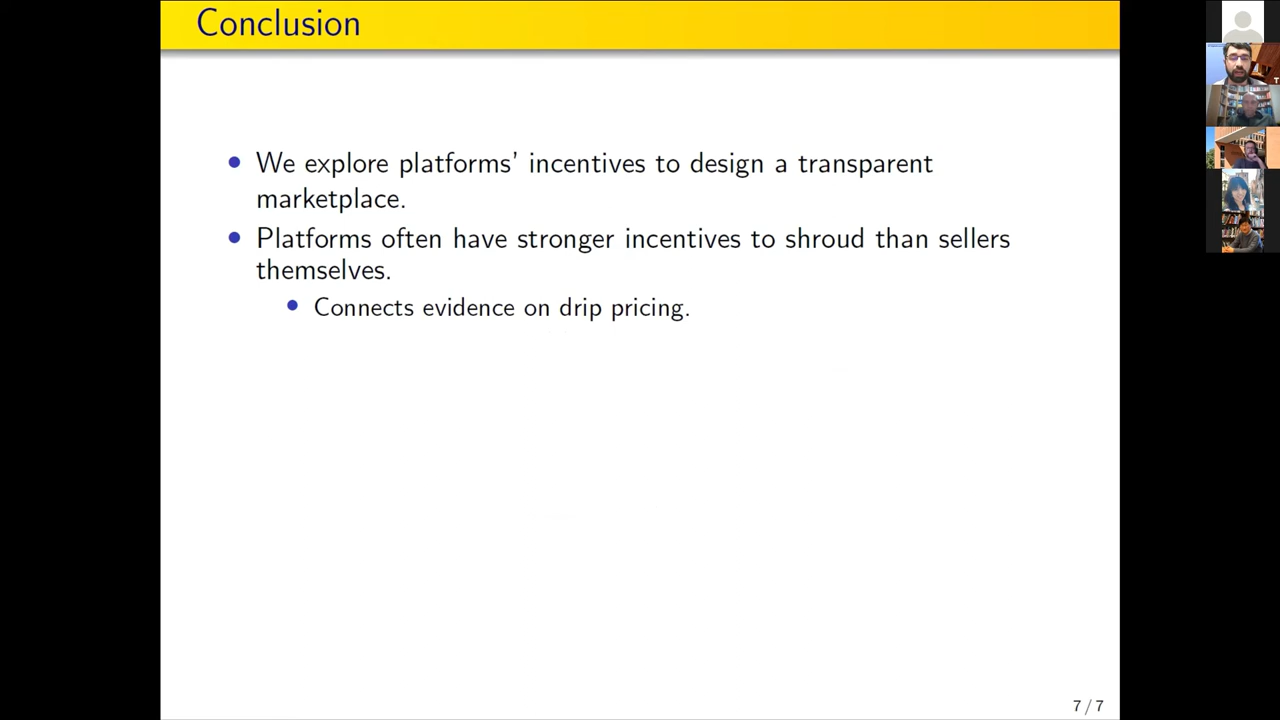 Conclusion
• We explore platforms' incentives to design a transparent
marketplace.
• Platforms often have stronger incentives to shroud than sellers
themselves.
• Connects evidence on drip pricing.
7 / 7
T